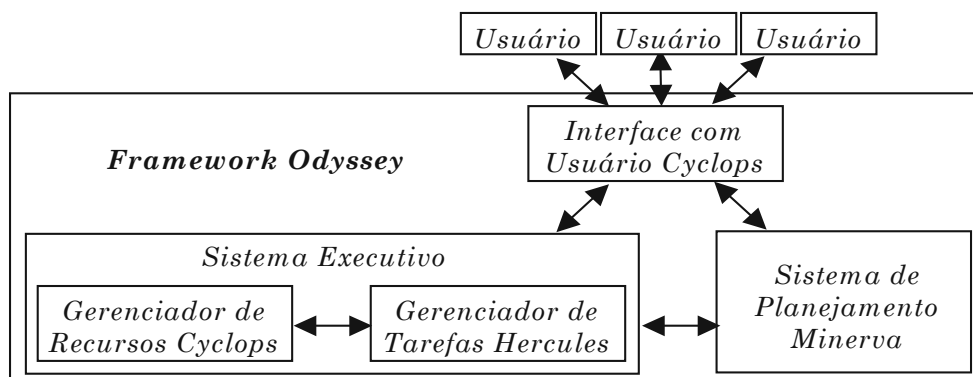 Usuário Usuário Usuário
Interface com
Usuário Cyclops
Framework Odyssey
Sistema Executivo
Gerenciador de
Recursos Cyclops
Gerenciador de
Tarefas Hercules
Sistema de
Planejamento
Minerva